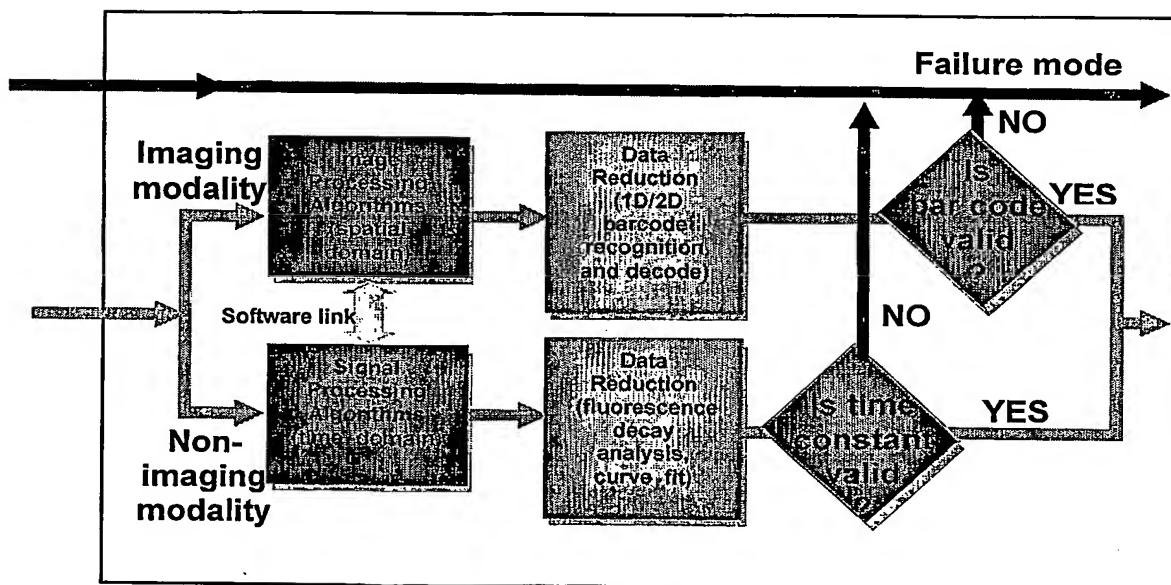 Failure mode
NO
Imaging
modality
Image
Processing
Algorithms
(spatial
domain)
Data
Reduction
(1D/2D
barcode
recognition
and decode)
Is
bar code
valid
?
YES
Software link
NO
Signal
Processing
Algorithms
(time domain)
Data
Reduction
(fluorescence
decay
analysis,
curve fit)
Is time
constant
valid
?
YES
Non-
imaging
modality